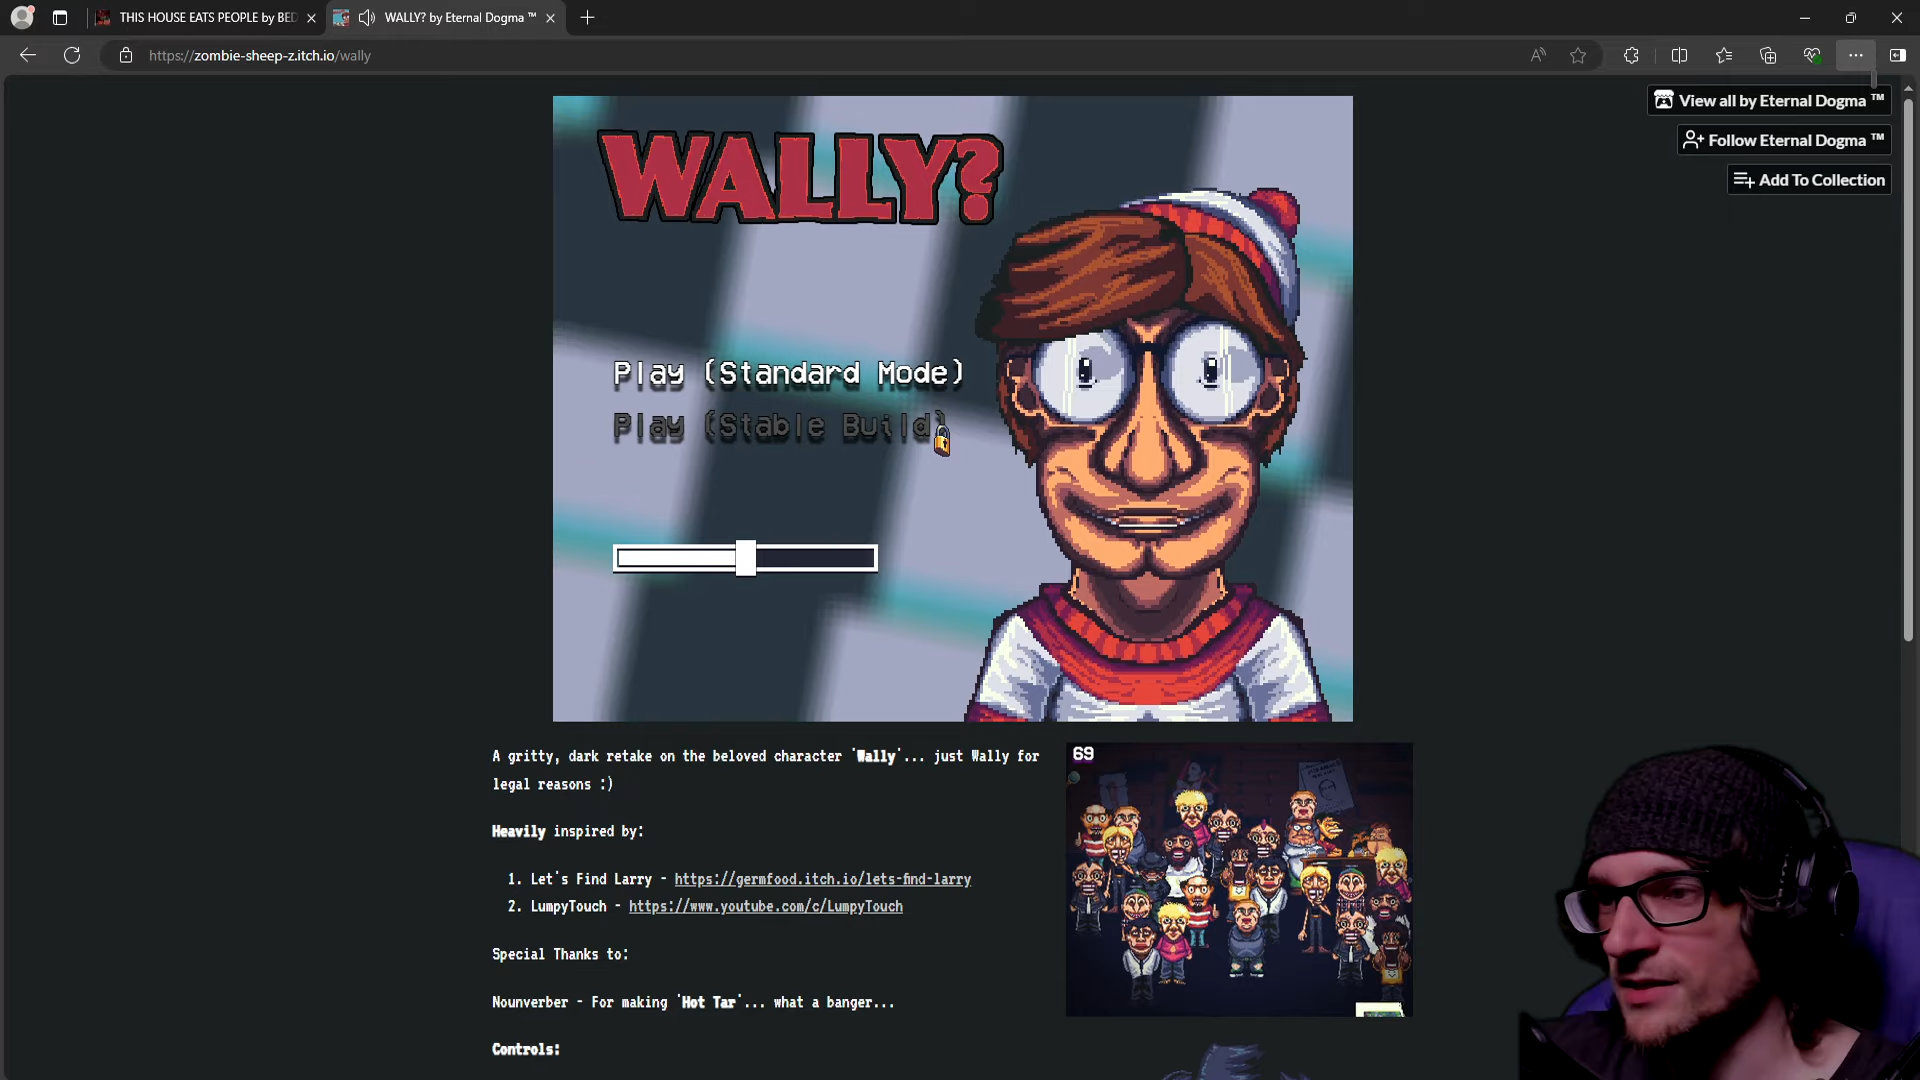 THIS HOUSE EATS PEOPLE by BED
WALLY? by Eternal Dogma ™
https://zombie-sheep-z.itch.io/wally
View all by Eternal Dogma ™
Follow Eternal Dogma ™
Add To Collection
WALLY?
Play (Standard Mode)
Play (Stable Build)
A gritty, dark retake on the beloved character 'Wally'... just Wally for
legal reasons :)
Heavily inspired by:
1. Let's Find Larry - https://germfood.itch.io/lets-find-larry
2. LumpyTouch - https://www.youtube.com/c/LumpyTouch
Special Thanks to:
Nounverber - For making 'Hot Tar'... what a banger...
Controls:
69